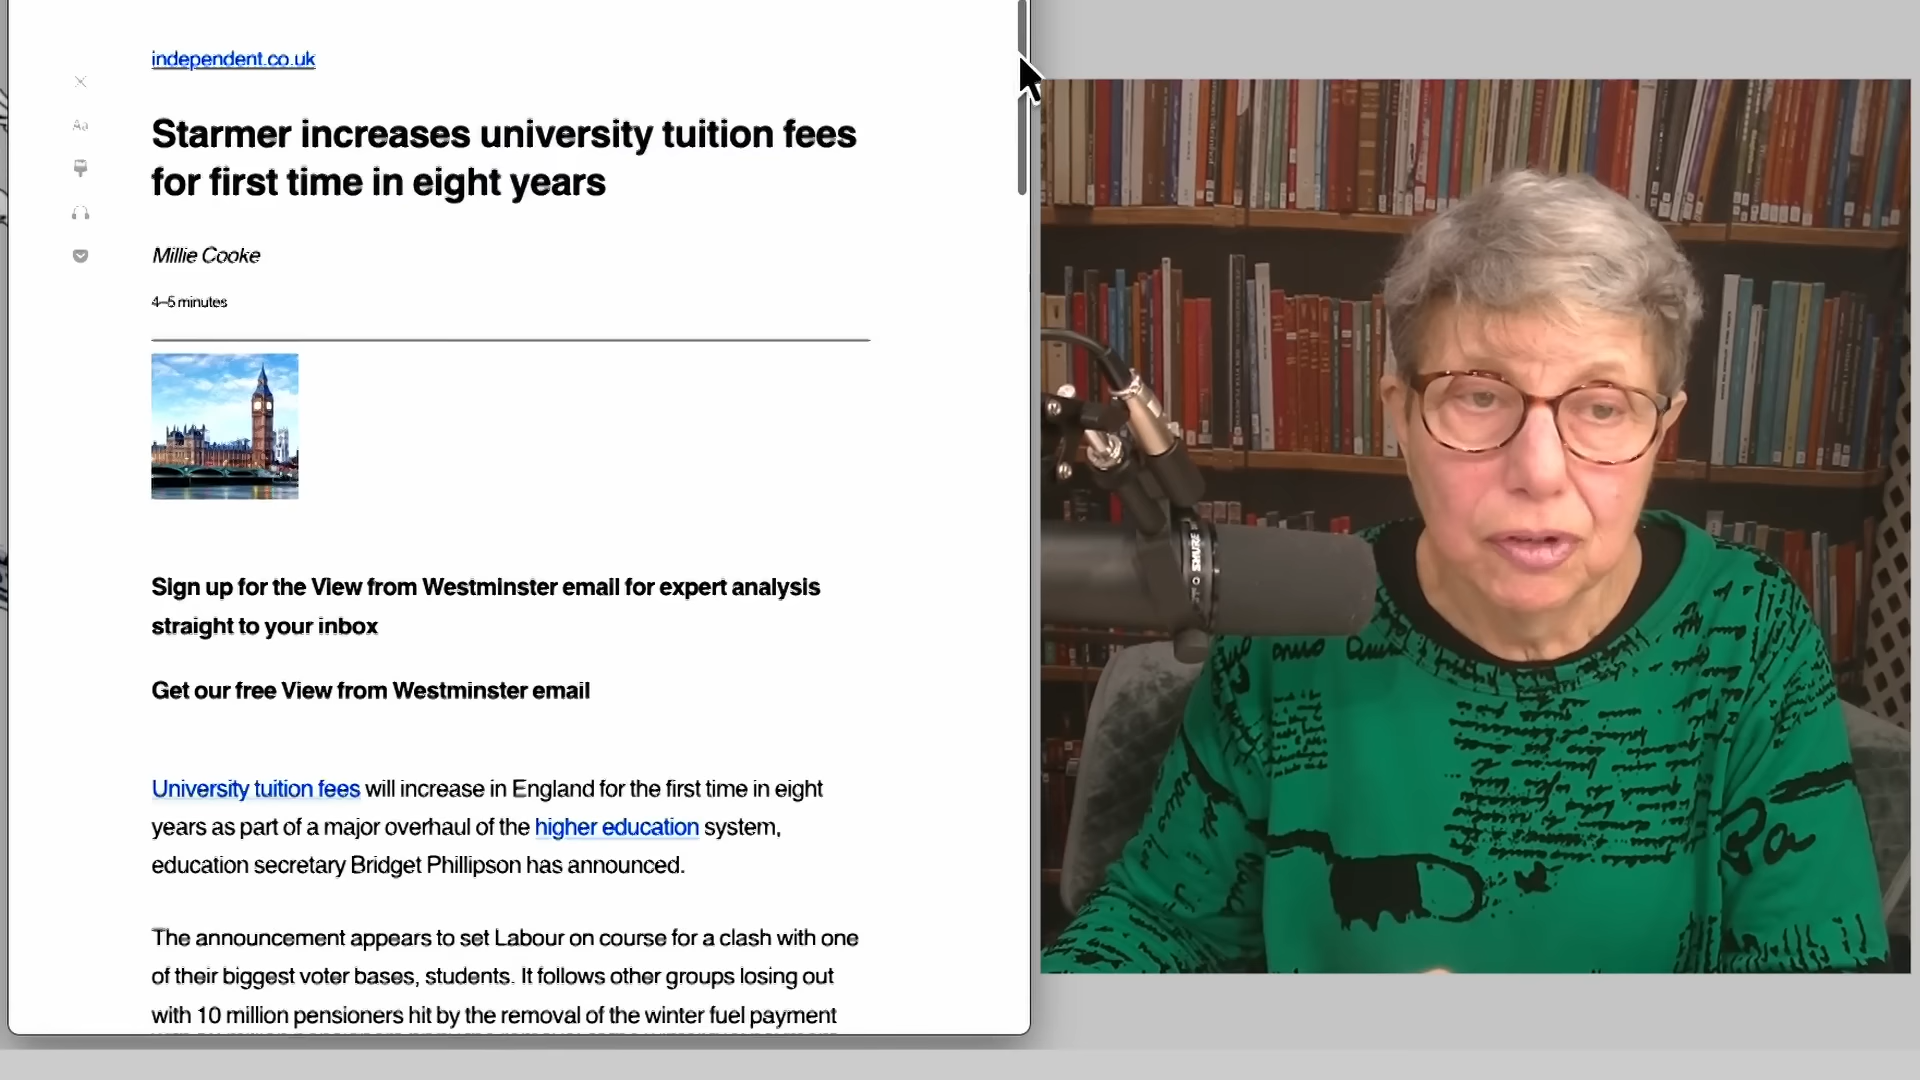 independent.co.uk
Aa
Starmer increases university tuition fees
for first time in eight years
Millie Cooke
4–5 minutes
Sign up for the View from Westminster email for expert analysis
straight to your inbox
Get our free View from Westminster email
University tuition fees will increase in England for the first time in eight
years as part of a major overhaul of the higher education system,
education secretary Bridget Phillipson has announced.
The announcement appears to set Labour on course for a clash with one
of their biggest voter bases, students. It follows other groups losing out
with 10 million pensioners hit by the removal of the winter fuel payment
SHURE